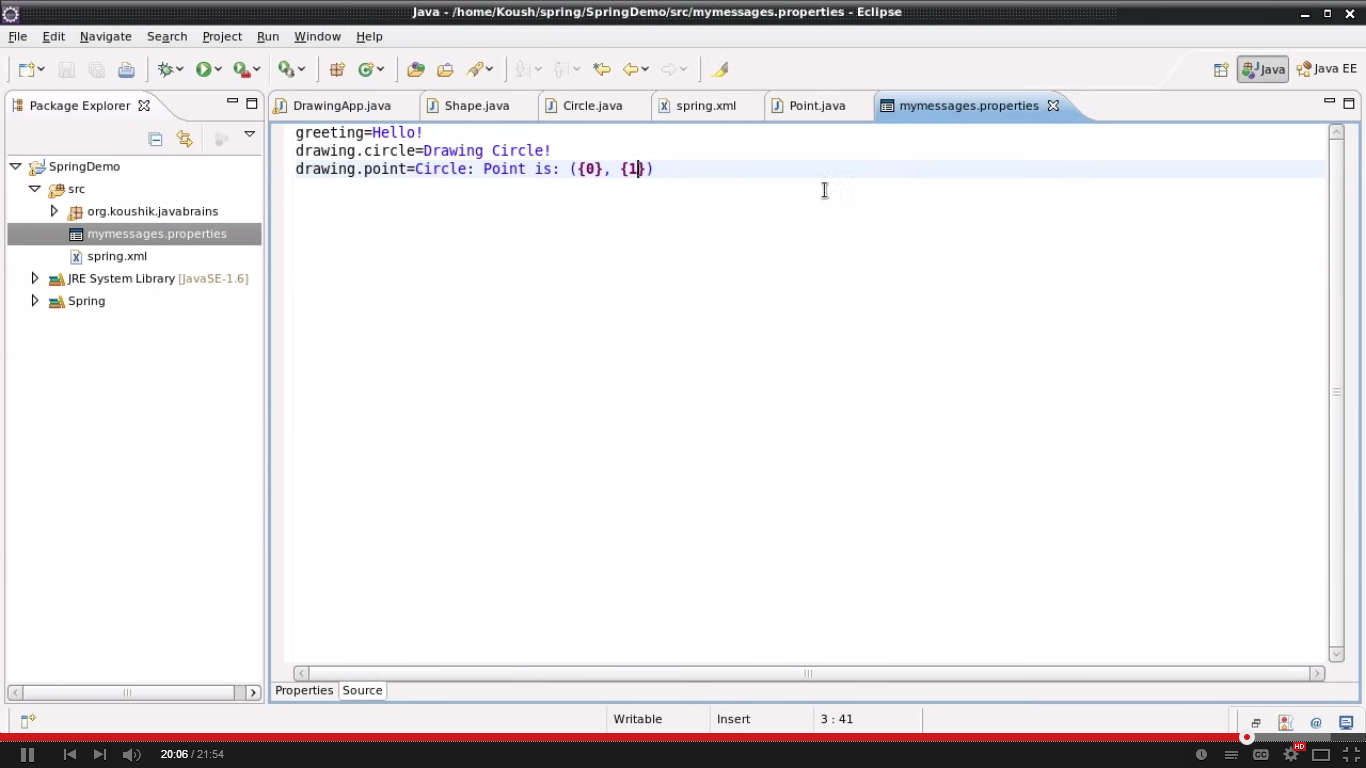 Java - /home/Koush/spring/SpringDemo/src/mymessages.properties - Eclipse
File Edit Navigate Search Project Run Window Help
Java Java EE
Package Explorer
DrawingApp.java Shape.java Circle.java spring.xml Point.java mymessages.properties
SpringDemo
src
org.koushik.javabrains
mymessages.properties
spring.xml
JRE System Library [JavaSE-1.6]
Spring
greeting=Hello!
drawing.circle=Drawing Circle!
drawing.point=Circle: Point is: ({0}, {1})
Properties Source
Writable Insert 3 : 41
20:06 / 21:54 CC HD